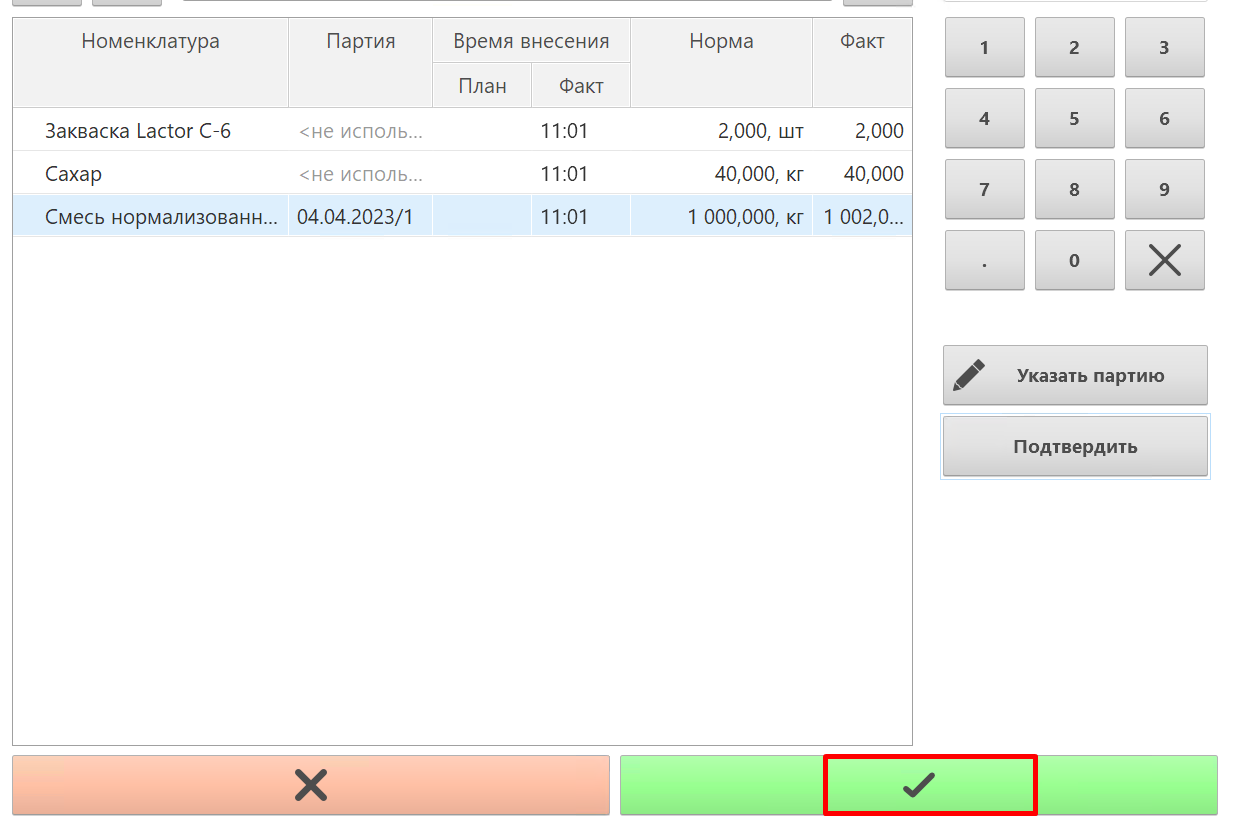 Номенклатура Партия Время внесения Норма Факт
План Факт
Закваска Lactor С-6 <не исполь... 11:01 2,000, шт 2,000
Сахар <не исполь... 11:01 40,000, кг 40,000
Смесь нормализованн... 04.04.2023/1 11:01 1 000,000, кг 1 002,0...
1 2 3
4 5 6
7 8 9
. 0
Указать партию
Подтвердить